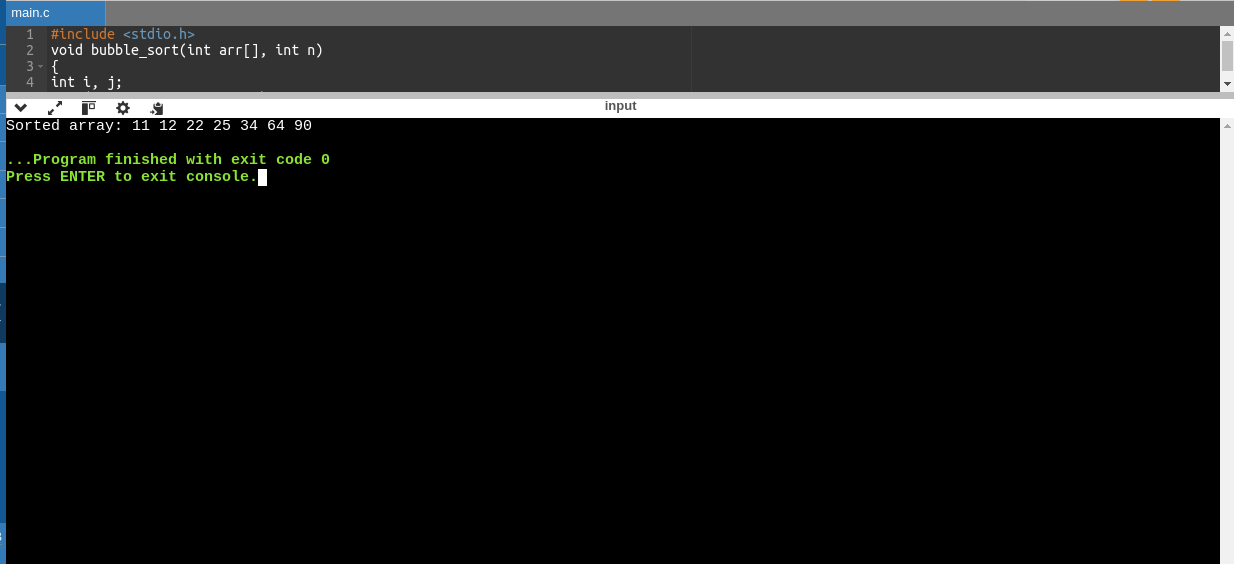 main.c
1 #include <stdio.h>
2 void bubble_sort(int arr[], int n)
3 {
4 int i, j;
input
Sorted array: 11 12 22 25 34 64 90
...Program finished with exit code 0
Press ENTER to exit console.